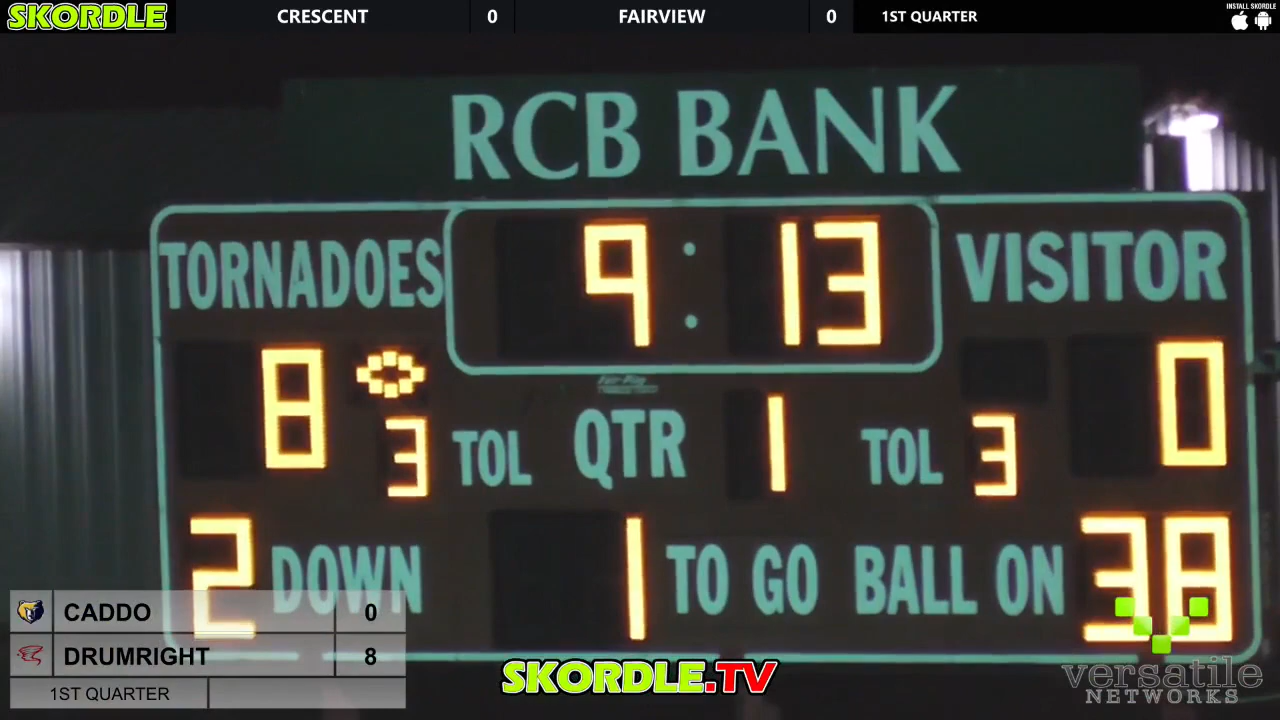 SKORDLE CRESCENT 0 FAIRVIEW 0 1ST QUARTER INSTALL SKORDLE
RCB BANK
TORNADOES 9:13 VISITOR
8 0
3 TOL QTR 1 TOL 3
2 DOWN 1 TO GO BALL ON 38
CADDO 0
DRUMRIGHT 8
1ST QUARTER
SKORDLE.TV
versatile
NETWORKS